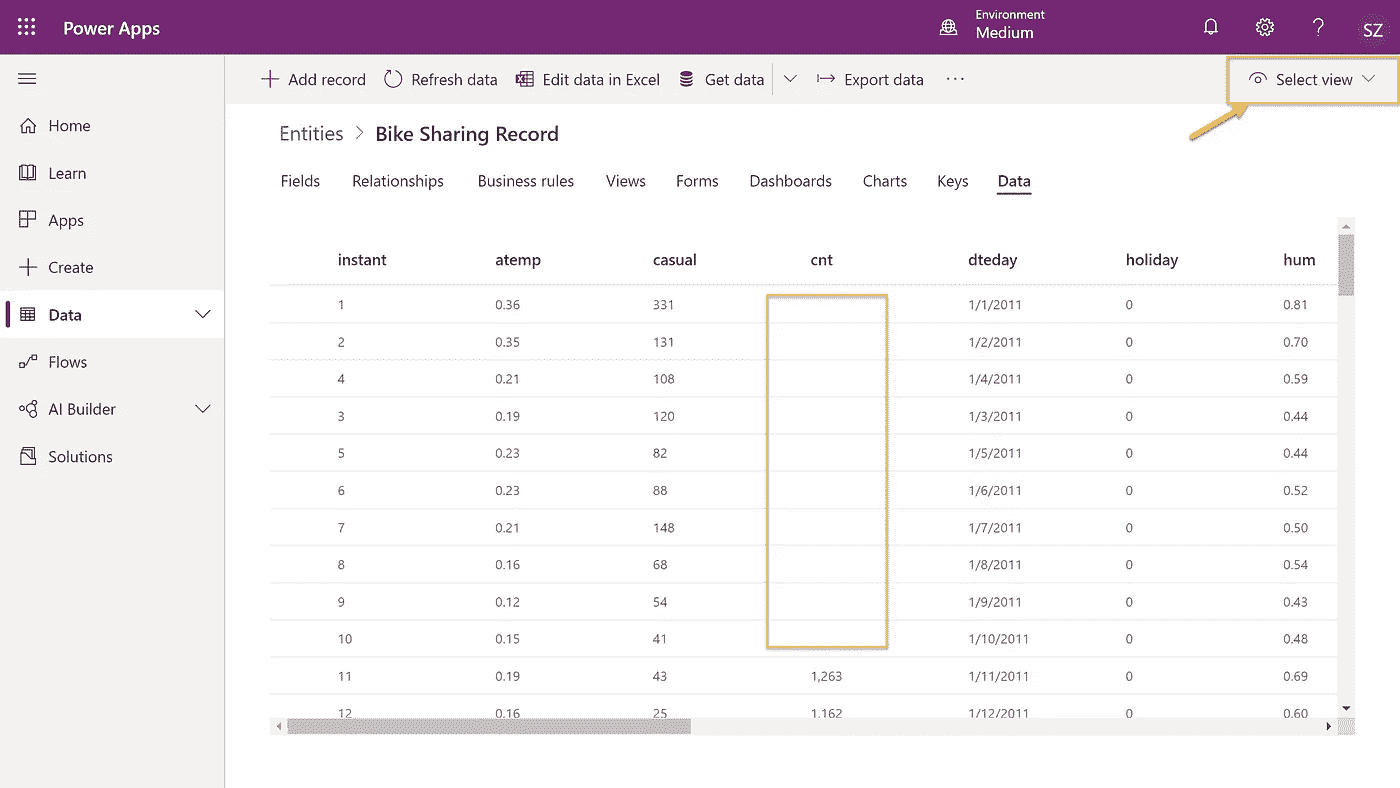 Power Apps
Environment
Medium
SZ
Add record Refresh data Edit data in Excel Get data Export data ... Select view
Home
Learn
Apps
Create
Data
Flows
AI Builder
Solutions
Entities > Bike Sharing Record
Fields Relationships Business rules Views Forms Dashboards Charts Keys Data
instant atemp casual cnt dteday holiday hum
1 0.36 331 1/1/2011 0 0.81
2 0.35 131 1/2/2011 0 0.70
4 0.21 108 1/4/2011 0 0.59
3 0.19 120 1/3/2011 0 0.44
5 0.23 82 1/5/2011 0 0.44
6 0.23 88 1/6/2011 0 0.52
7 0.21 148 1/7/2011 0 0.50
8 0.16 68 1/8/2011 0 0.54
9 0.12 54 1/9/2011 0 0.43
10 0.15 41 1/10/2011 0 0.48
11 0.19 43 1,263 1/11/2011 0 0.69
12 0.16 25 1,162 1/12/2011 0 0.60